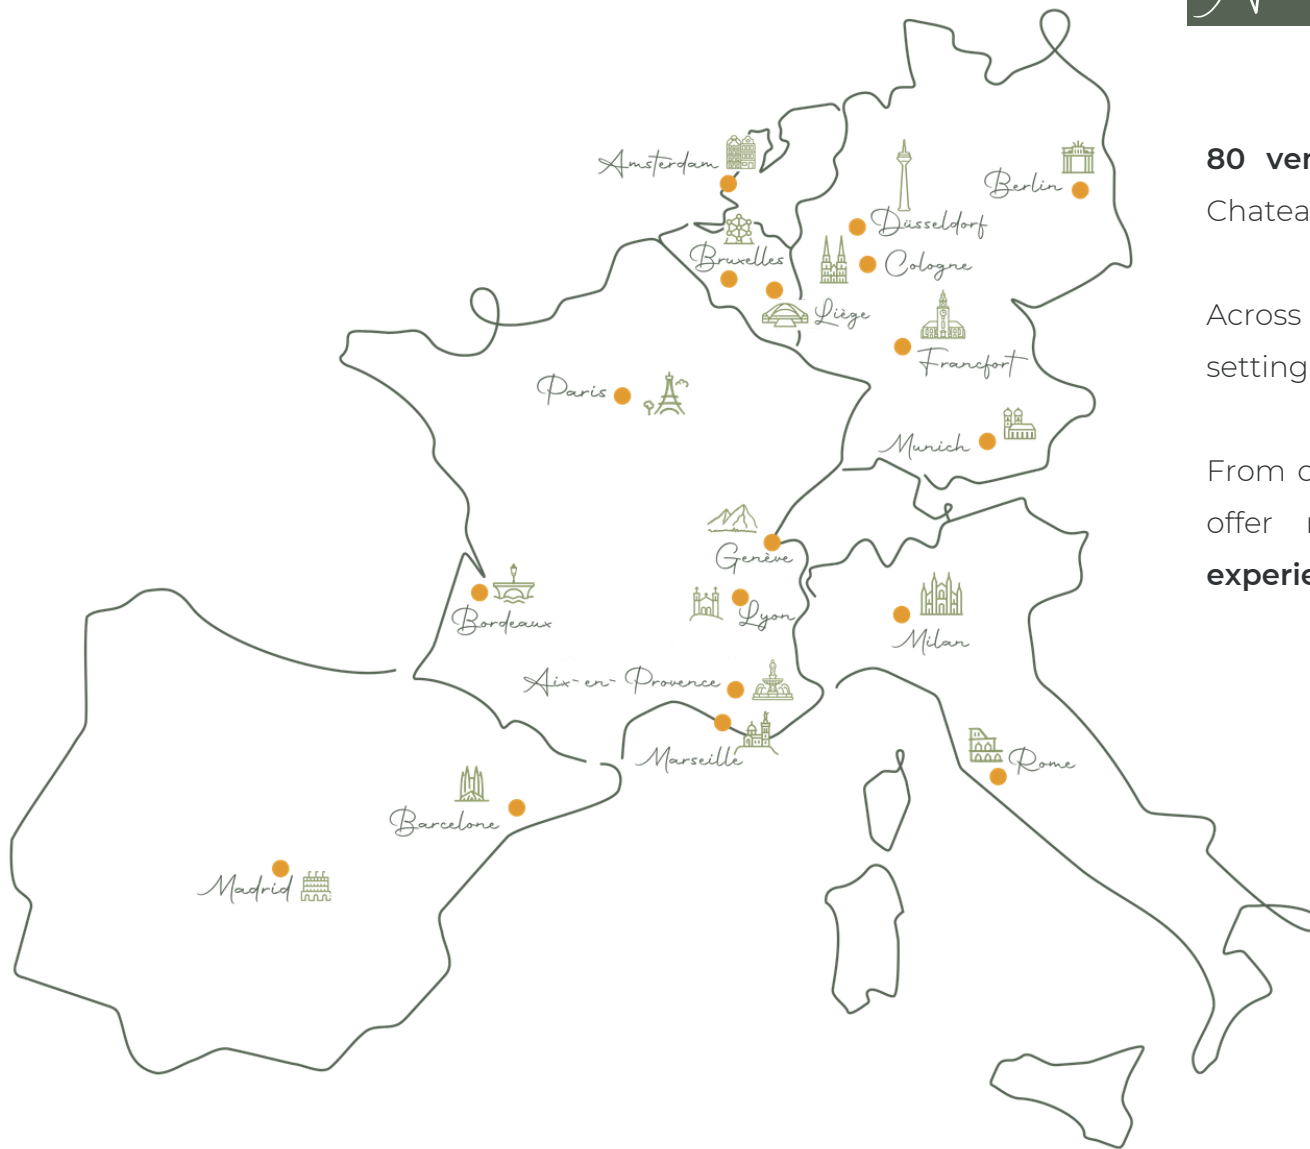 Amsterdam
Berlin
Düsseldorf
Bruxelles
Cologne
Liège
Francfort
Paris
Munich
Genève
Bordeaux
Lyon
Milan
Aix-en-Provence
Marseille
Rome
Barcelone
Madrid
80 ver
Chatea
Across
setting
From
offer
experie